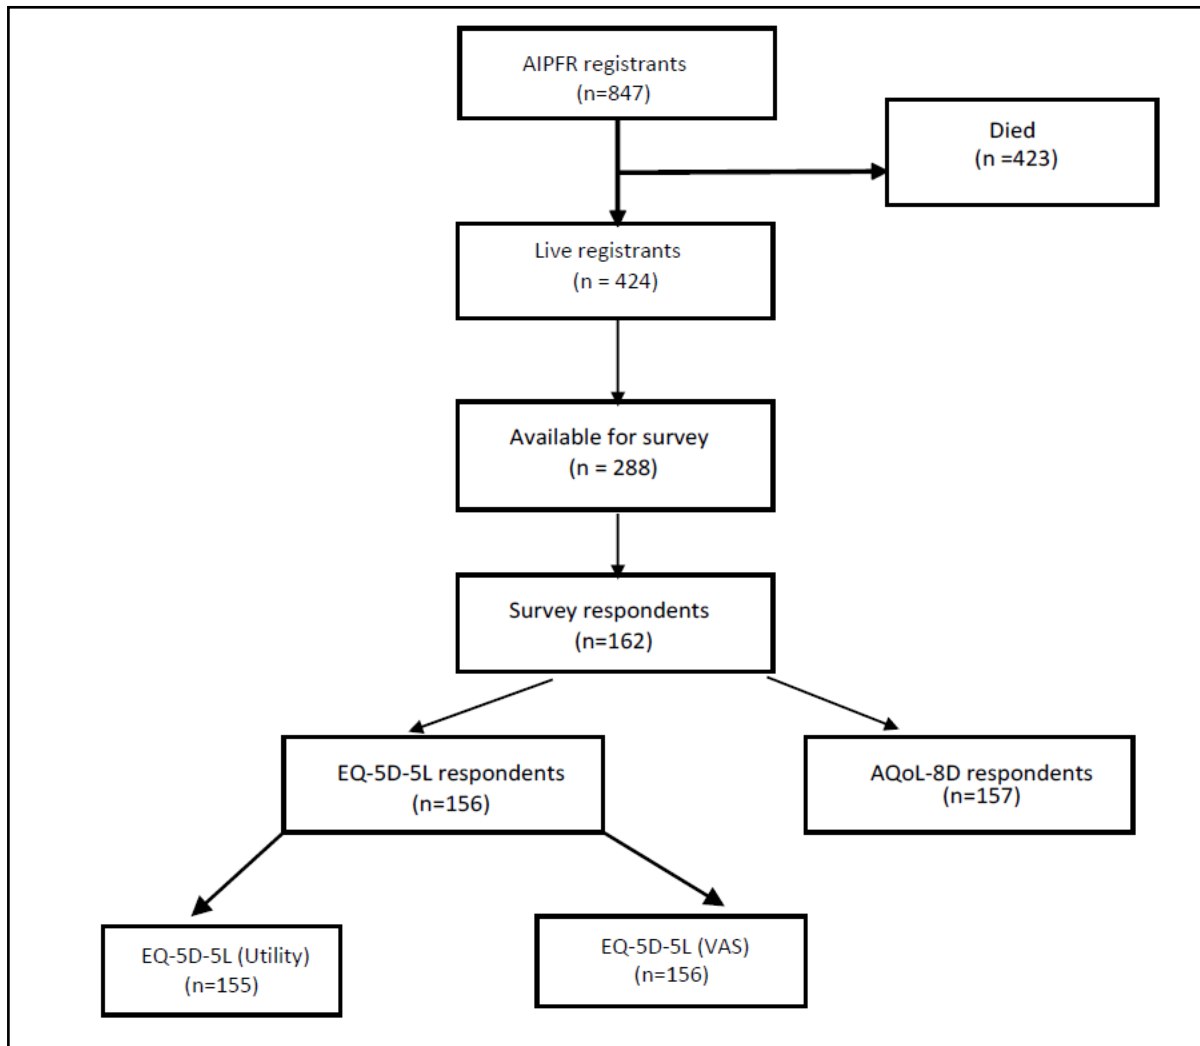 AIPFR registrants
(n=847)
Died
(n =423)
Live registrants
(n = 424)
Available for survey
(n = 288)
Survey respondents
(n=162)
EQ-5D-5L respondents
(n=156)
AQoL-8D respondents
(n=157)
EQ-5D-5L (Utility)
(n=155)
EQ-5D-5L (VAS)
(n=156)